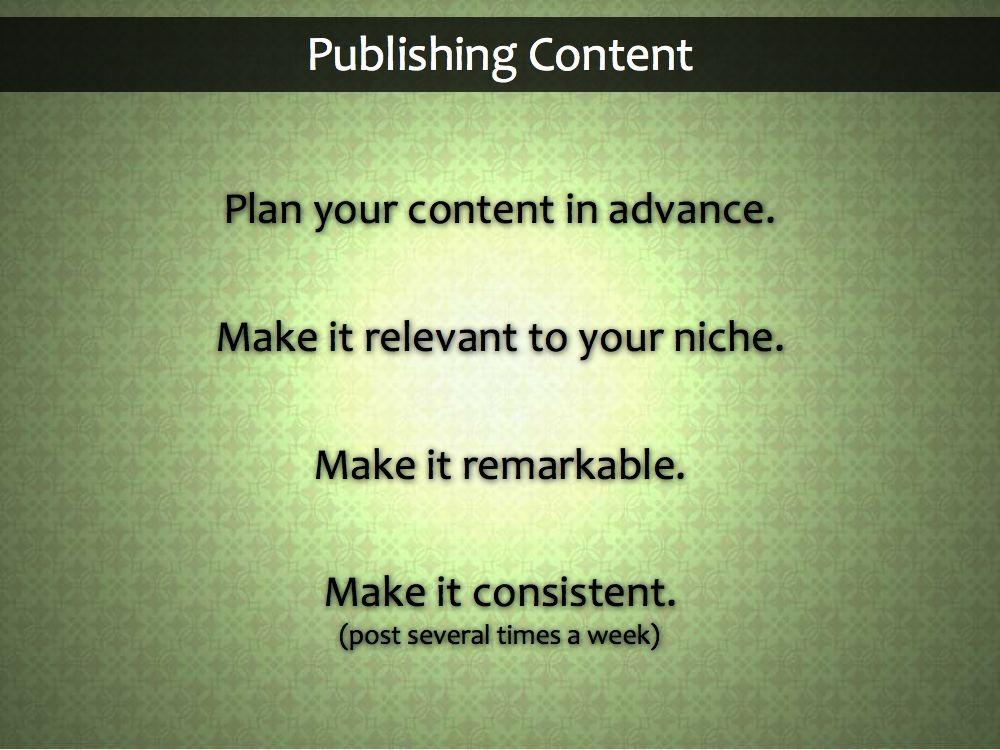 Publishing Content
Plan your content in advance.
Make it relevant to your niche.
Make it remarkable.
Make it consistent.
(post several times a week)